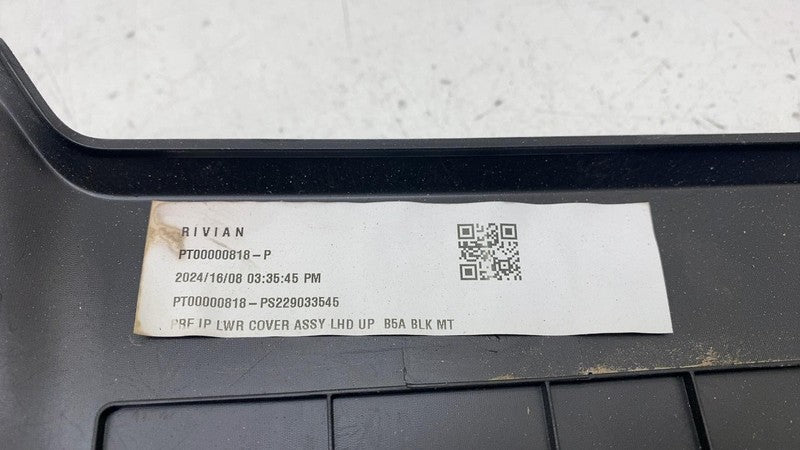 RIVIAN
PT00000818-P
2024/16/08 03:35:45 PM
PT00000818-PS229033545
IP LWR COVER ASSY LHD UP B5A BLK MT